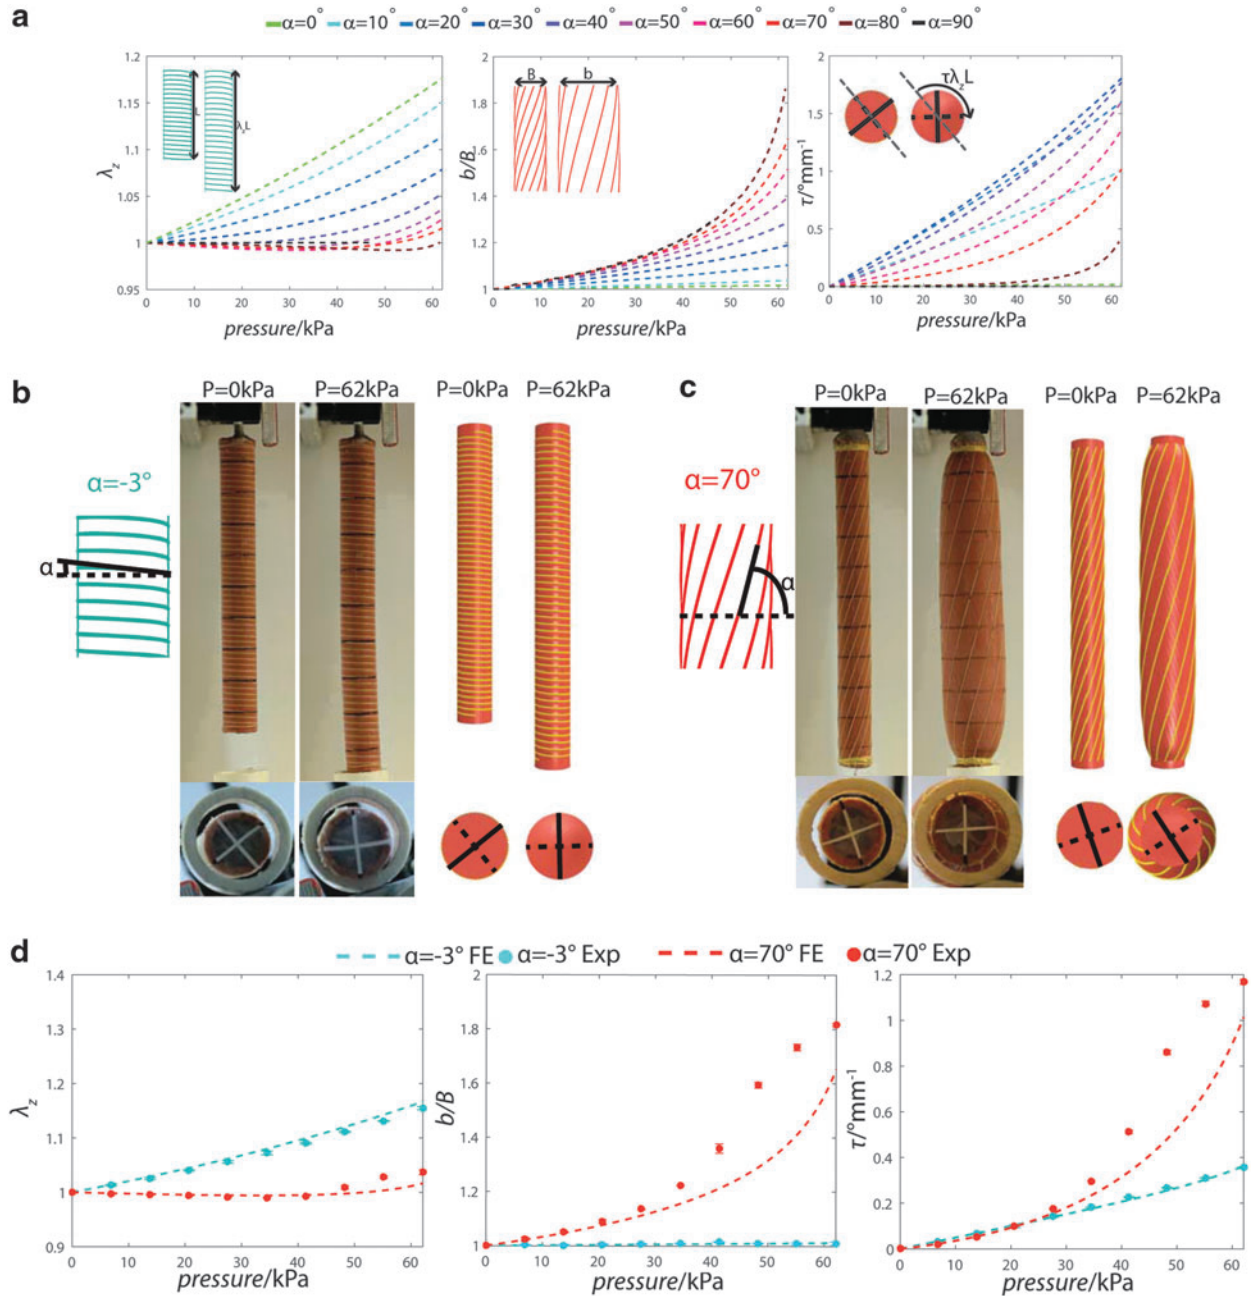 a
α=0° α=10° α=20° α=30° α=40° α=50° α=60° α=70° α=80° α=90°
1.2
1.15
1.1
1.05
1
0.95
λz
L
λzL
0 10 20 30 40 50 60
pressure/kPa
2
1.8
1.6
1.4
1.2
1
b/B
B
b
0 10 20 30 40 50 60
pressure/kPa
2
1.5
1
0.5
0
τ/°mm-1
τλzL
0 10 20 30 40 50 60
pressure/kPa
b
P=0kPa P=62kPa P=0kPa P=62kPa
α=-3°
α
c
P=0kPa P=62kPa P=0kPa P=62kPa
α=70°
α
d
α=-3° FE α=-3° Exp α=70° FE α=70° Exp
1.4
1.3
1.2
1.1
1
0.9
λz
0 10 20 30 40 50 60
pressure/kPa
2
1.8
1.6
1.4
1.2
1
b/B
0 10 20 30 40 50 60
pressure/kPa
1.2
1
0.8
0.6
0.4
0.2
0
τ/°mm-1
0 10 20 30 40 50 60
pressure/kPa